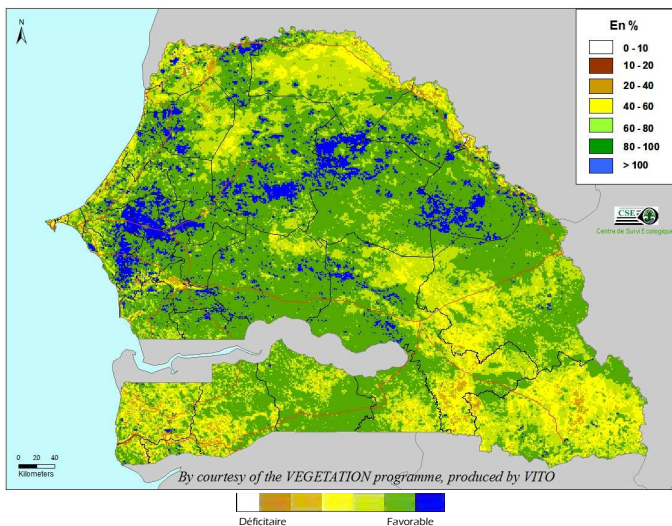 N
En %
0 - 10
10 - 20
20 - 40
40 - 60
60 - 80
80 - 100
> 100
CSE
Centre de Suivi Ecologique
0 20 40
Kilometers
By courtesy of the VEGETATION programme, produced by VITO
Déficitaire Favorable